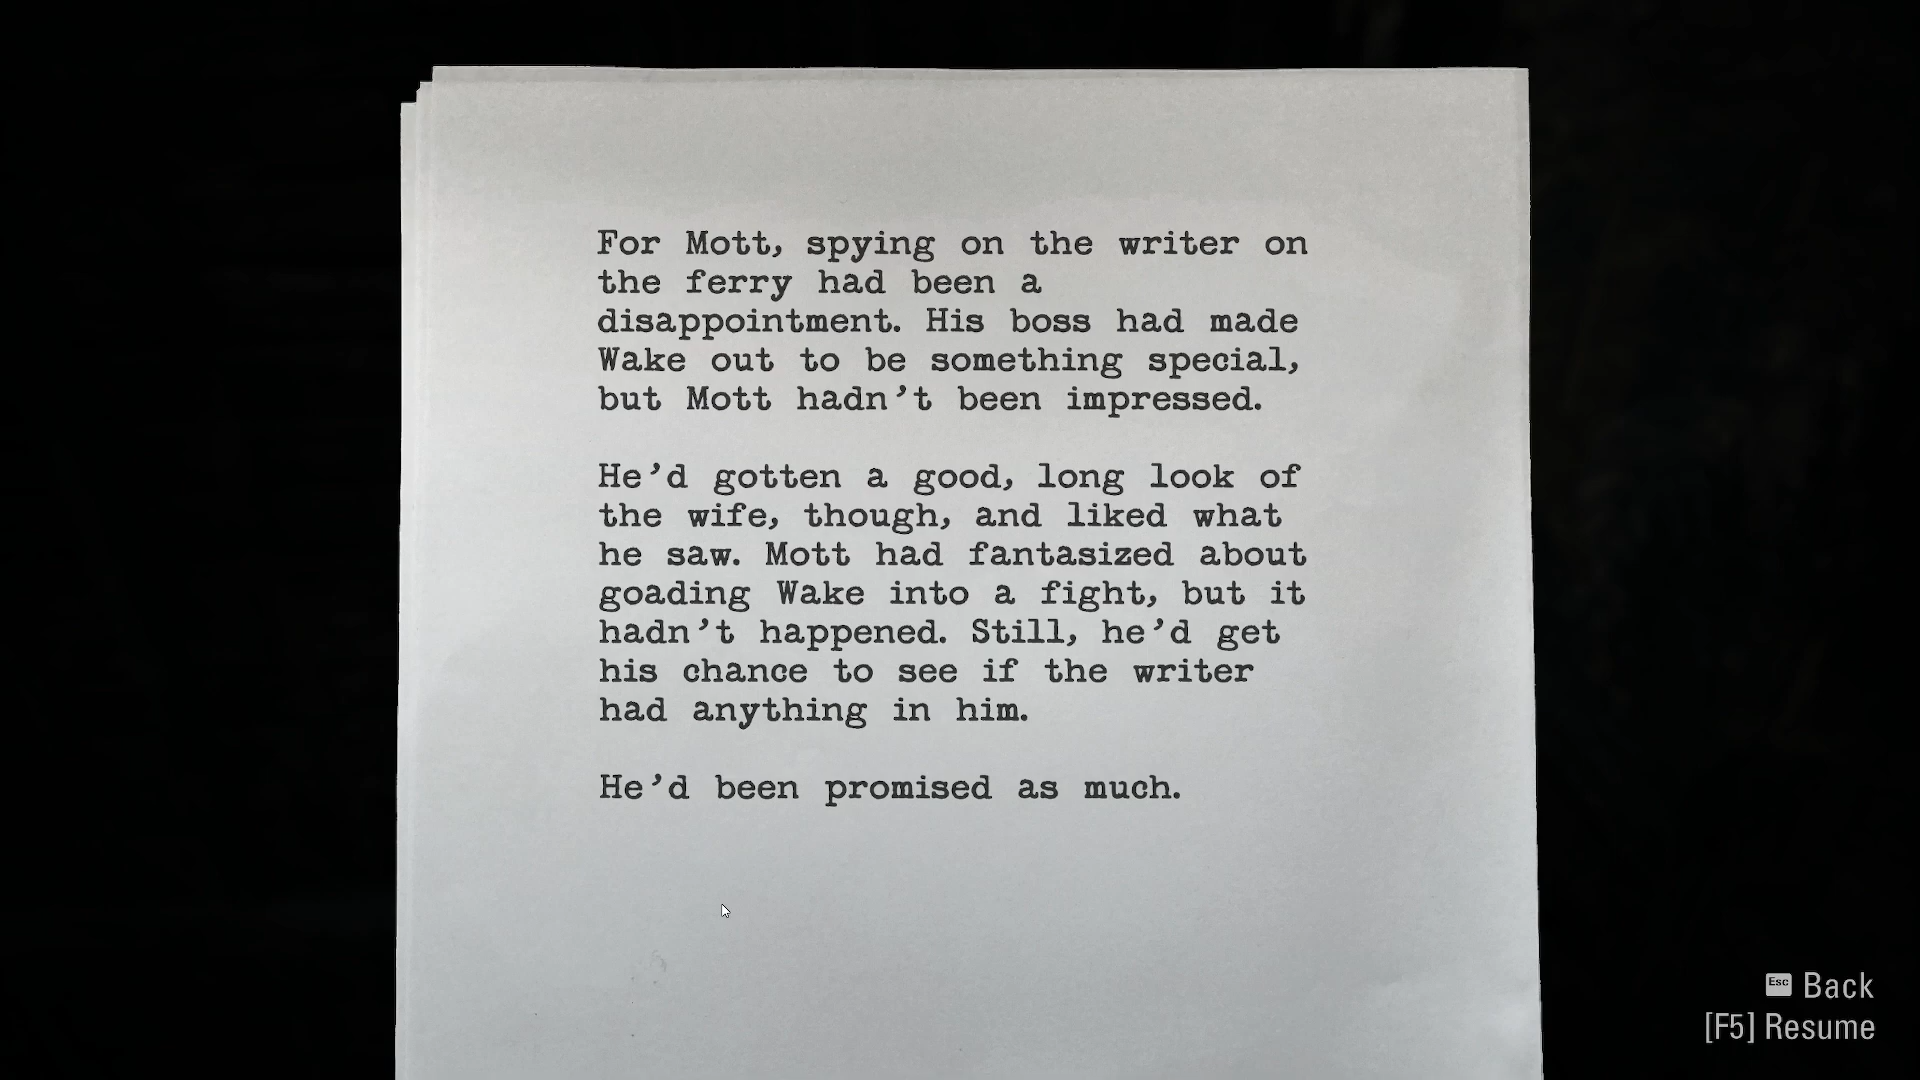 For Mott, spying on the writer on
the ferry had been a
disappointment. His boss had made
Wake out to be something special,
but Mott hadn't been impressed.
He'd gotten a good, long look of
the wife, though, and liked what
he saw. Mott had fantasized about
goading Wake into a fight, but it
hadn't happened. Still, he'd get
his chance to see if the writer
had anything in him.
He'd been promised as much.
Esc Back
[F5] Resume